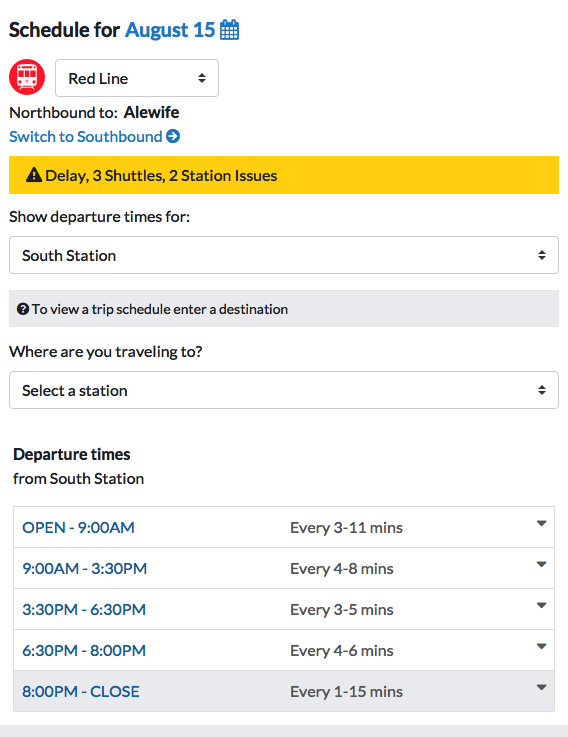 Schedule for August 15
Red Line
Northbound to: Alewife
Switch to Southbound
Delay, 3 Shuttles, 2 Station Issues
Show departure times for:
South Station
To view a trip schedule enter a destination
Where are you traveling to?
Select a station
Departure times
from South Station
OPEN - 9:00AM Every 3-11 mins
9:00AM - 3:30PM Every 4-8 mins
3:30PM - 6:30PM Every 3-5 mins
6:30PM - 8:00PM Every 4-6 mins
8:00PM - CLOSE Every 1-15 mins